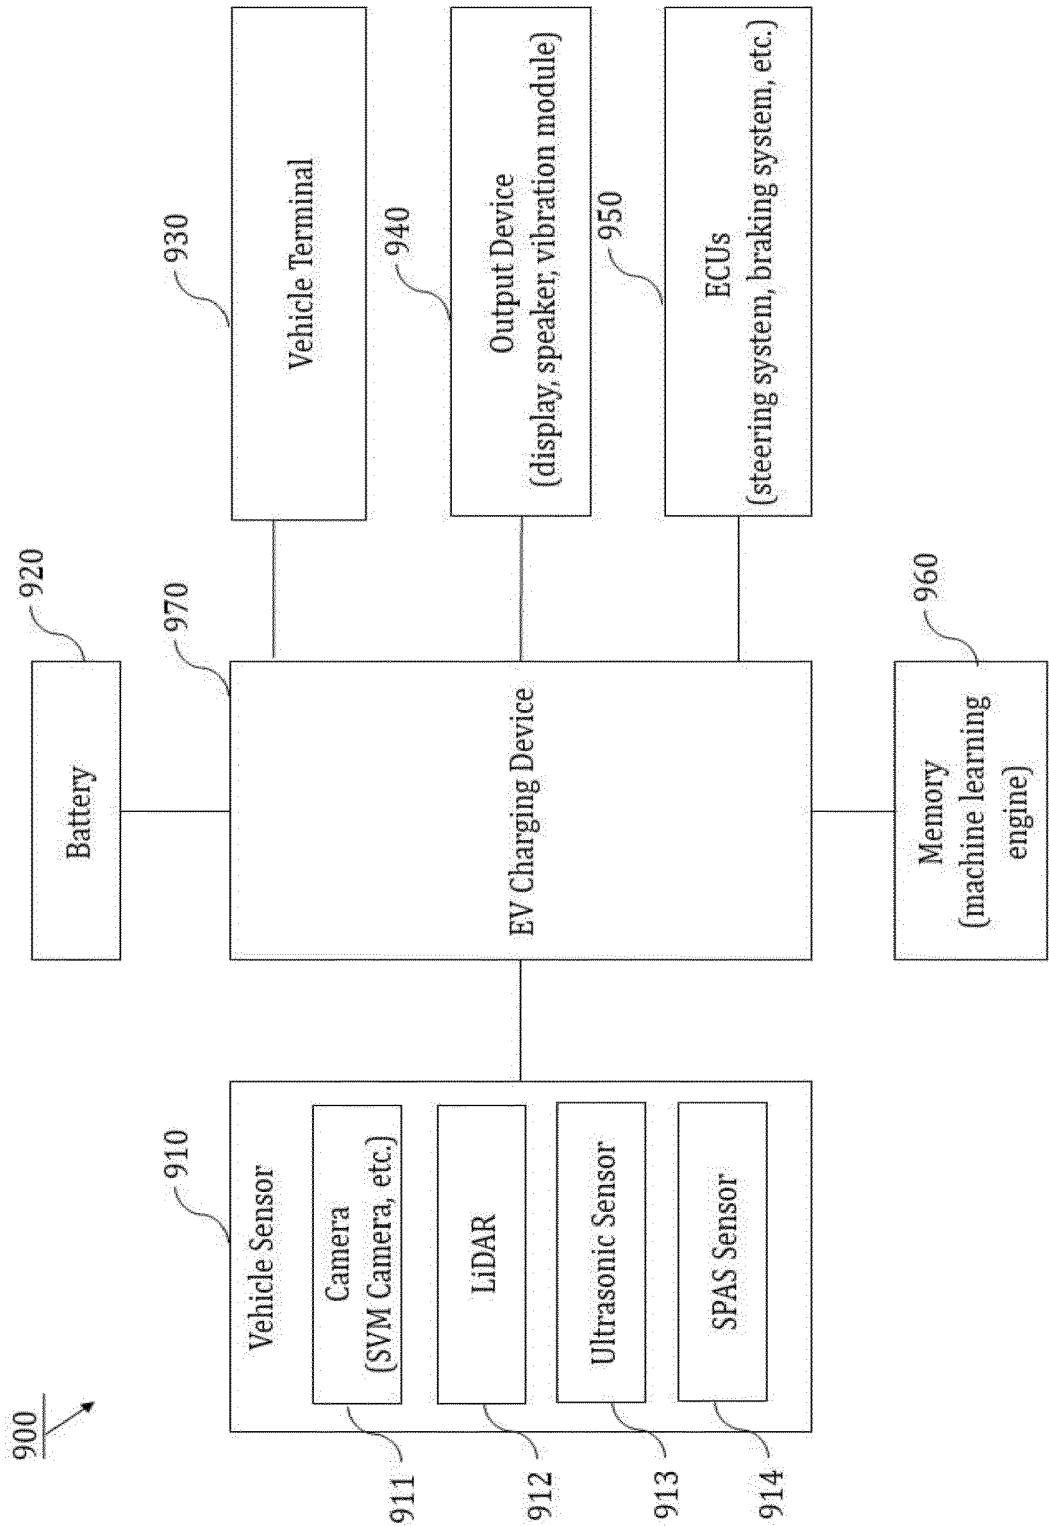 900
Vehicle Sensor
910
Camera
(SVM Camera, etc.)
911
LiDAR
912
Ultrasonic Sensor
913
SPAS Sensor
914
Battery
920
EV Charging Device
970
Memory
(machine learning
engine)
960
Vehicle Terminal
930
Output Device
(display, speaker, vibration module)
940
ECUs
(steering system, braking system, etc.)
950